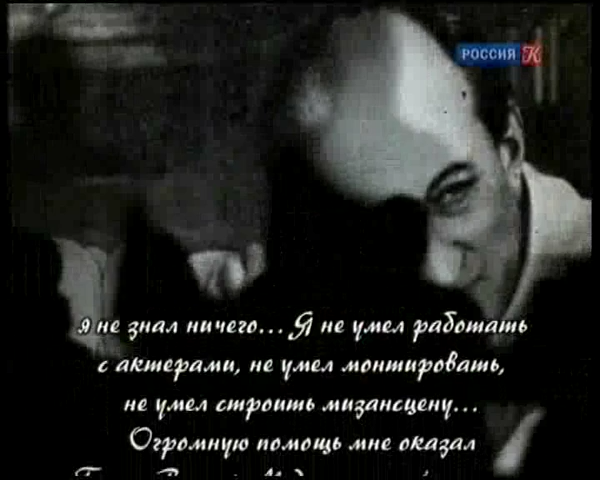 РОССИЯ К
я не знал ничего... Я не умел работать
с актерами, не умел монтировать,
не умел строить мизансцену...
Огромную помощь мне оказал